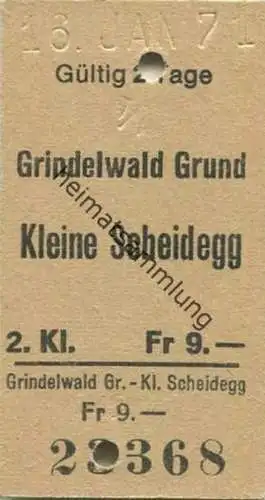 16. JAN 71
Gültig 2 Tage
Grindelwald Grund
Kleine Scheidegg
heimatsammlung
2. Kl. Fr 9.—
Grindelwald Gr. - Kl. Scheidegg
Fr 9.—